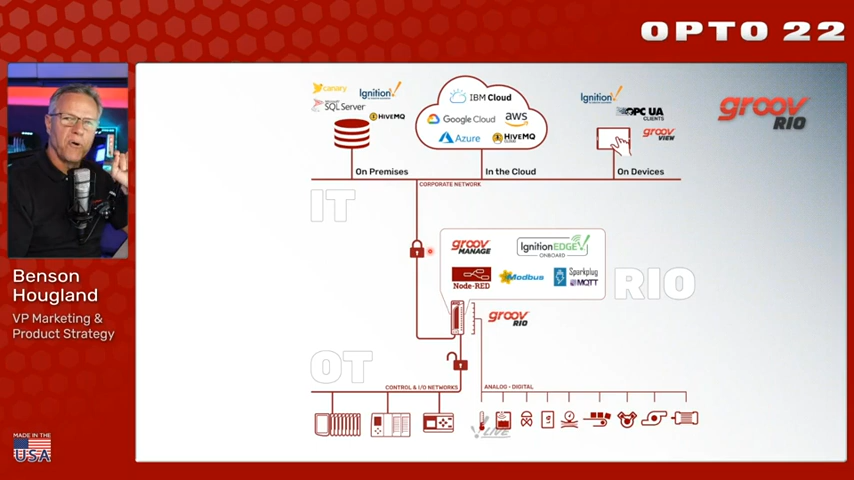 OPTO 22
Benson
Hougland
VP Marketing &
Product Strategy
MADE IN THE
USA
canary
Ignition!
SQL Server
HIVEMQ
IBM Cloud
Google Cloud
aws
Azure
HIVEMQ
CLOUD
Ignition!
OPC UA
CLIENTS
groov
VIEW
groov
RIO
On Premises
In the Cloud
On Devices
CORPORATE NETWORK
IT
groov
MANAGE
IgnitionEDGE
ONBOARD
Node-RED
Modbus
Sparkplug
MQTT
RIO
groov
RIO
OT
CONTROL & I/O NETWORKS
ANALOG - DIGITAL
LIVE